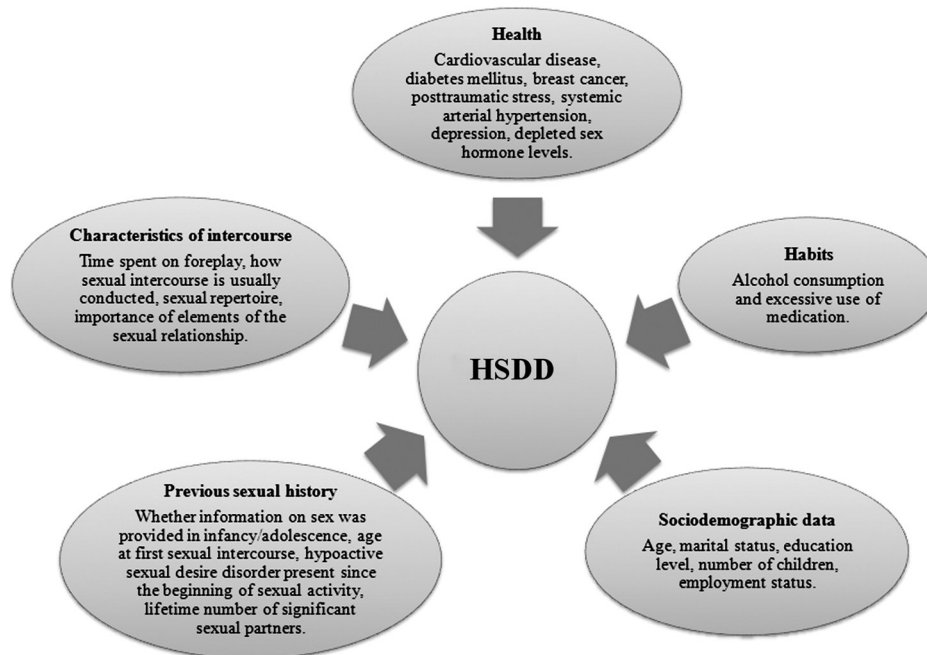 Health
Cardiovascular disease,
diabetes mellitus, breast cancer,
posttraumatic stress, systemic
arterial hypertension,
depression, depleted sex
hormone levels.
Characteristics of intercourse
Time spent on foreplay, how
sexual intercourse is usually
conducted, sexual repertoire,
importance of elements of the
sexual relationship.
Habits
Alcohol consumption
and excessive use of
medication.
HSDD
Previous sexual history
Whether information on sex was
provided in infancy/adolescence, age
at first sexual intercourse, hypoactive
sexual desire disorder present since
the beginning of sexual activity,
lifetime number of significant
sexual partners.
Sociodemographic data
Age, marital status, education
level, number of children,
employment status.